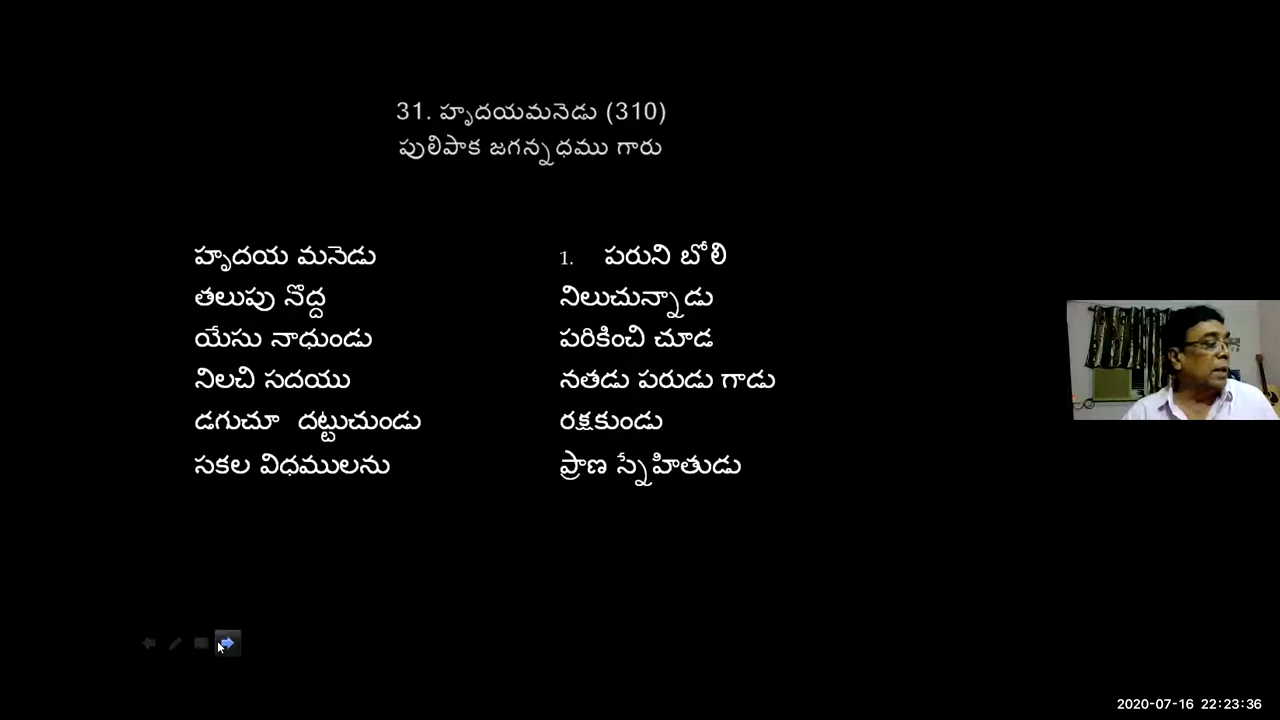 31. హృదయమనెడు (310)
పులిపాక జగన్నధము గారు
హృదయ మనెడు
తలుపు నొద్ద
యేసు నాధుండు
నిలచి సదయు
డగుచూ దట్టుచుండు
సకల విధములను
1. పరుని బోలి
నిలుచున్నాడు
పరికించి చూడ
నతడు పరుడు గాడు
రక్షకుండు
ప్రాణ స్నేహితుడు
2020-07-16 22:23:36